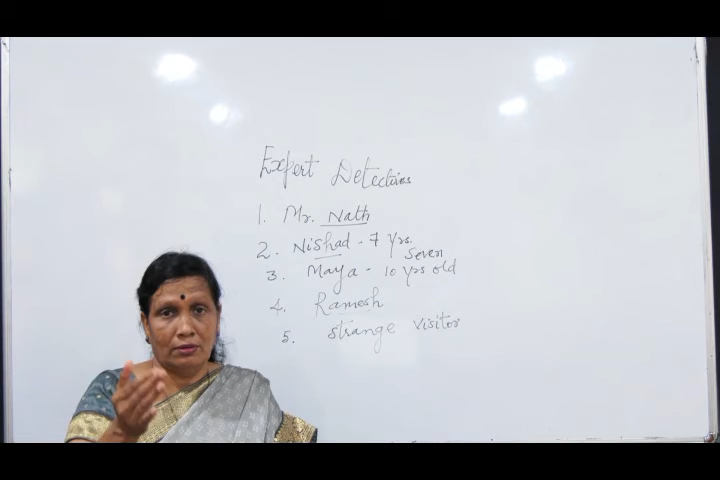 Expert Detectives
1. Mr. Nath
2. Nishad - 7 yrs.
Seven
3. Maya - 10 yrs old
4. Ramesh
5. Strange visitor